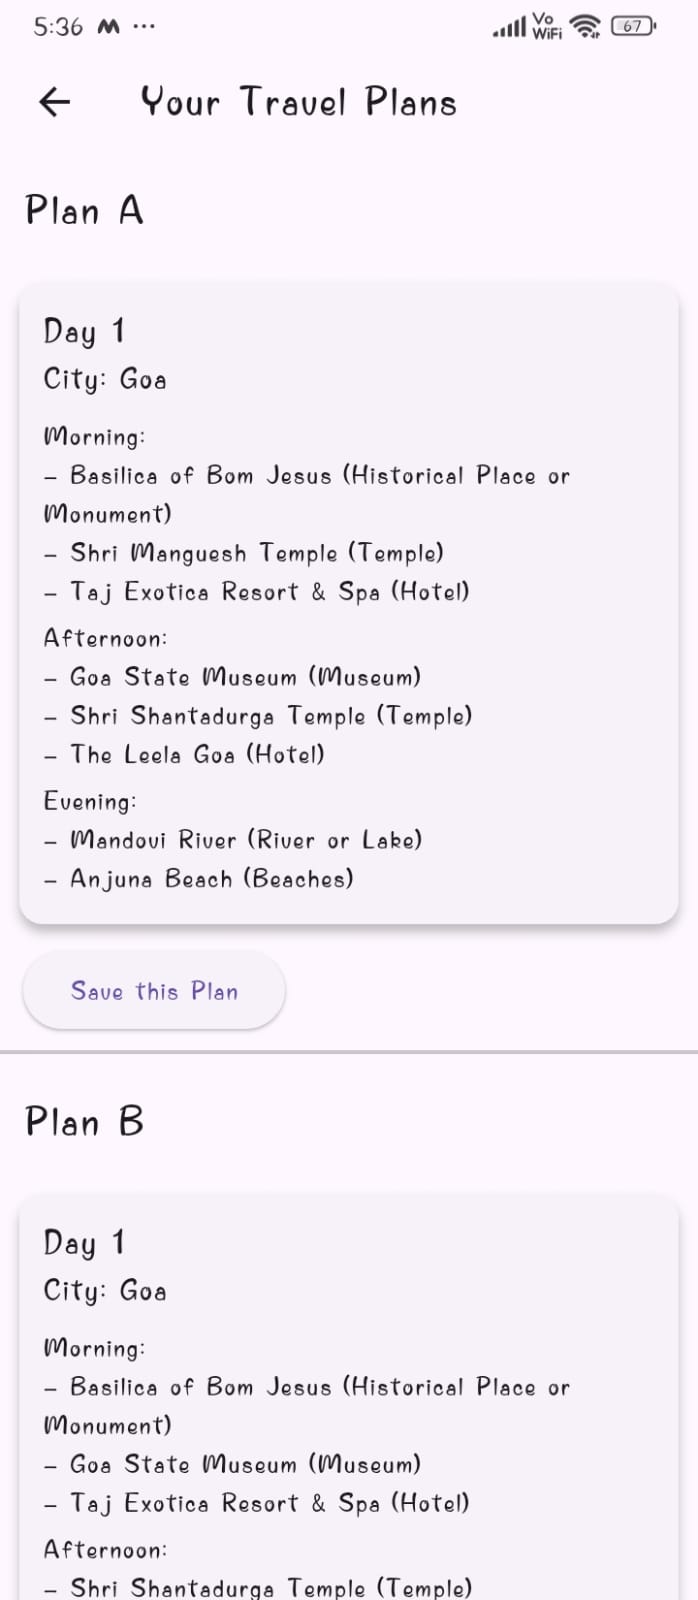 5:36 M ...
Vo
WiFi
67
Your Travel Plans
Plan A
Day 1
City: Goa
Morning:
– Basilica of Bom Jesus (Historical Place or
Monument)
– Shri Manguesh Temple (Temple)
– Taj Exotica Resort & Spa (Hotel)
Afternoon:
– Goa State Museum (Museum)
– Shri Shantadurga Temple (Temple)
– The Leela Goa (Hotel)
Evening:
– Mandovi River (River or Lake)
– Anjuna Beach (Beaches)
Save this Plan
Plan B
Day 1
City: Goa
Morning:
– Basilica of Bom Jesus (Historical Place or
Monument)
– Goa State Museum (Museum)
– Taj Exotica Resort & Spa (Hotel)
Afternoon:
– Shri Shantadurga Temple (Temple)